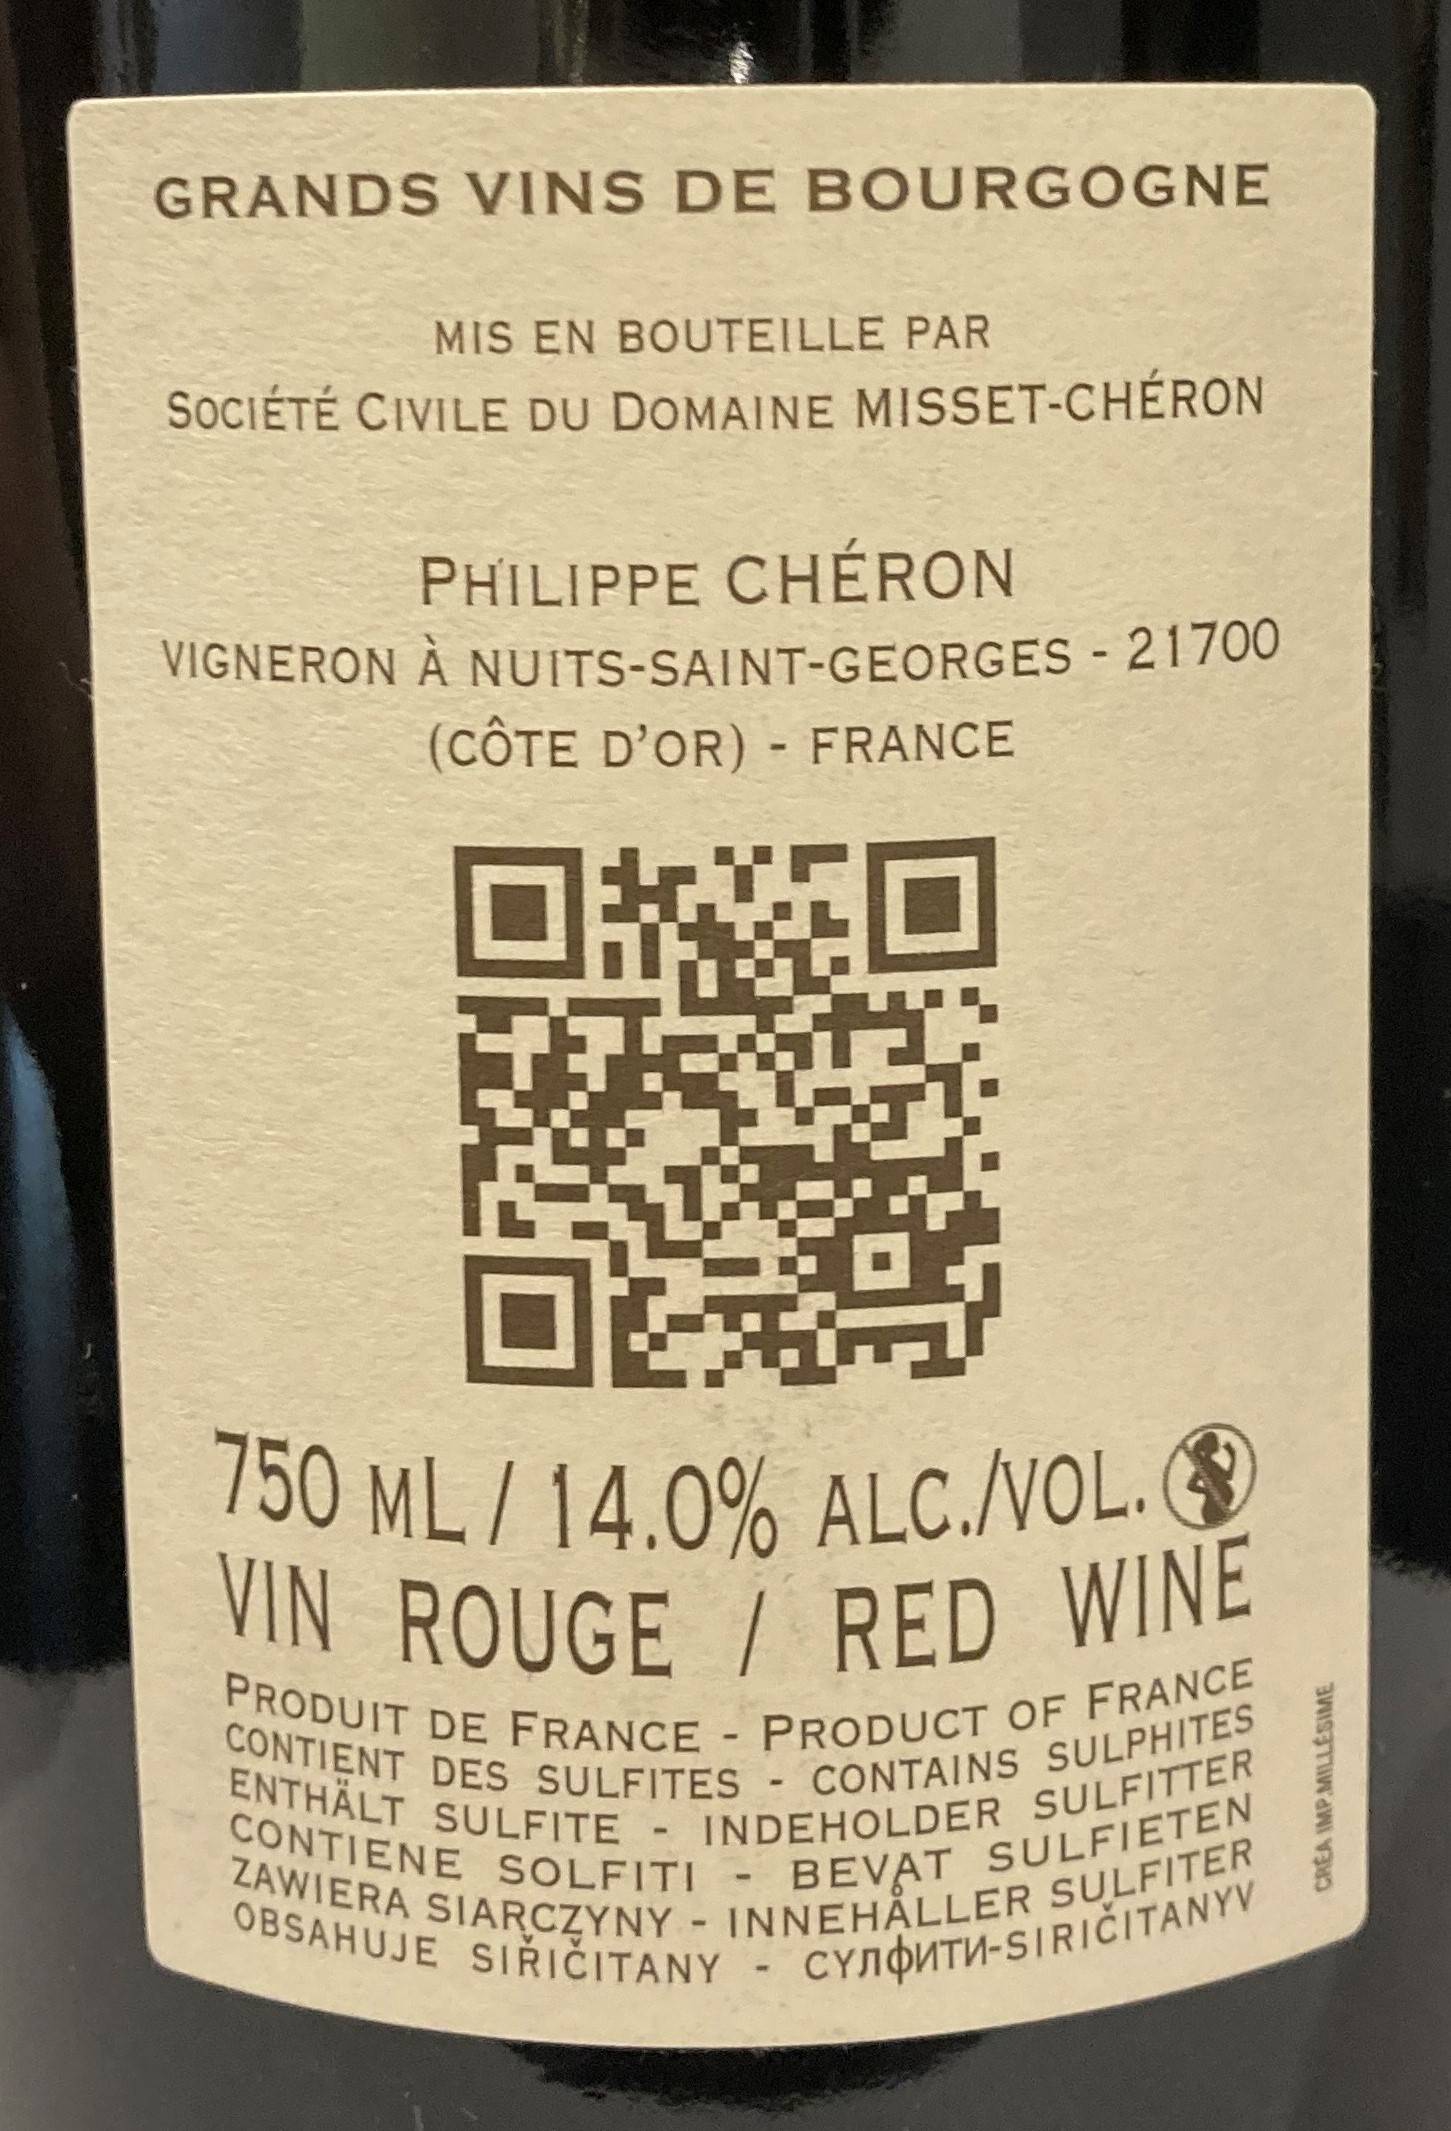 GRANDS VINS DE BOURGOGNE
MIS EN BOUTEILLE PAR
SOCIÉTÉ CIVILE DU DOMAINE MISSET-CHÉRON
PHILIPPE CHÉRON
VIGNERON À NUITS-SAINT-GEORGES - 21700
(CÔTE D'OR) - FRANCE
750 ML / 14.0% ALC./VOL.
VIN ROUGE / RED WINE
PRODUIT DE FRANCE - PRODUCT OF FRANCE
CONTIENT DES SULFITES - CONTAINS SULPHITES
ENTHÄLT SULFITE - INDEHOLDER SULFITTER
CONTIENE SOLFITI - BEVAT SULFIETEN
ZAWIERA SIARCZYNY - INNEHÅLLER SULFITER
OBSAHUJE SIŘIČITANY - СУЛФИТИ-SIRIČITANYV
CRÉA IMP.MILLÉSIME